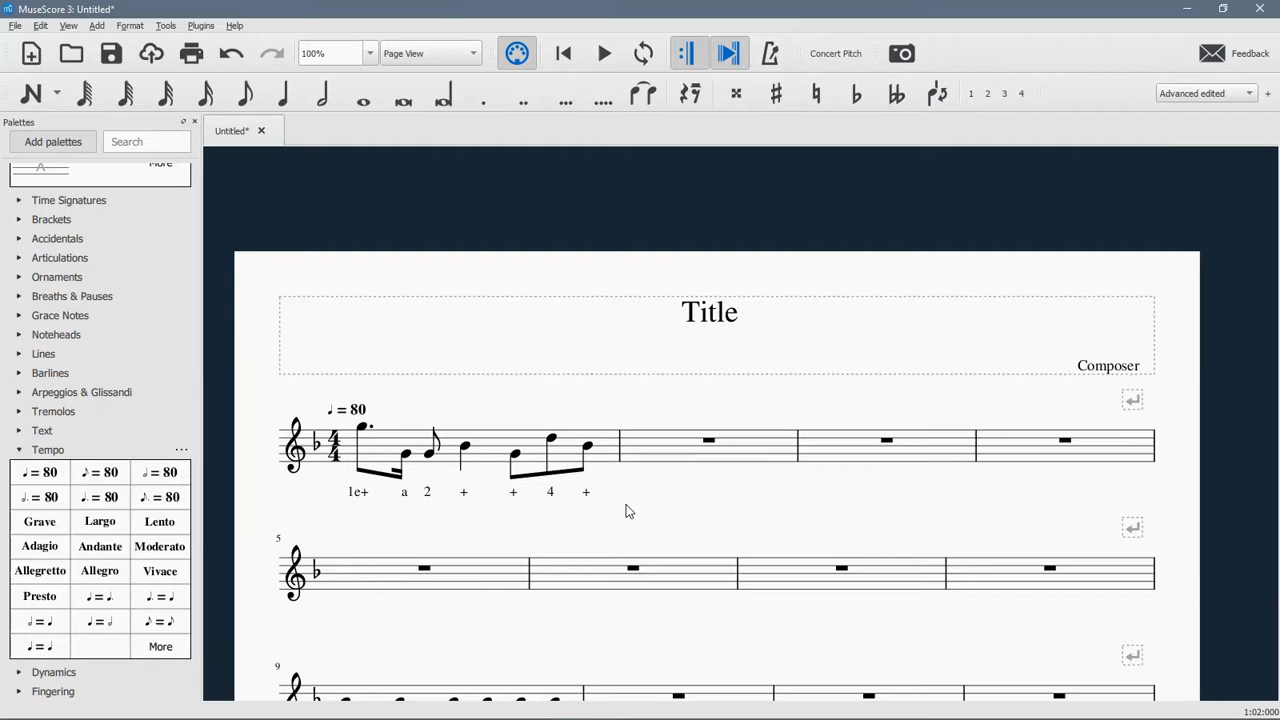 MuseScore 3: Untitled*
File Edit View Add Format Tools Plugins Help
100% Page View Concert Pitch Feedback
1 2 3 4 Advanced edited +
Palettes
Untitled*
Add palettes Search
More
Time Signatures
Brackets
Accidentals
Articulations
Ornaments
Breaths & Pauses
Grace Notes
Noteheads
Lines
Barlines
Arpeggios & Glissandi
Tremolos
Text
Tempo
= 80 = 80 = 80
= 80 = 80 = 80
Grave Largo Lento
Adagio Andante Moderato
Allegretto Allegro Vivace
Presto
More
Dynamics
Fingering
Title
Composer
= 80
4
4
1e+ a 2 + + 4 +
5
9
1:02:000